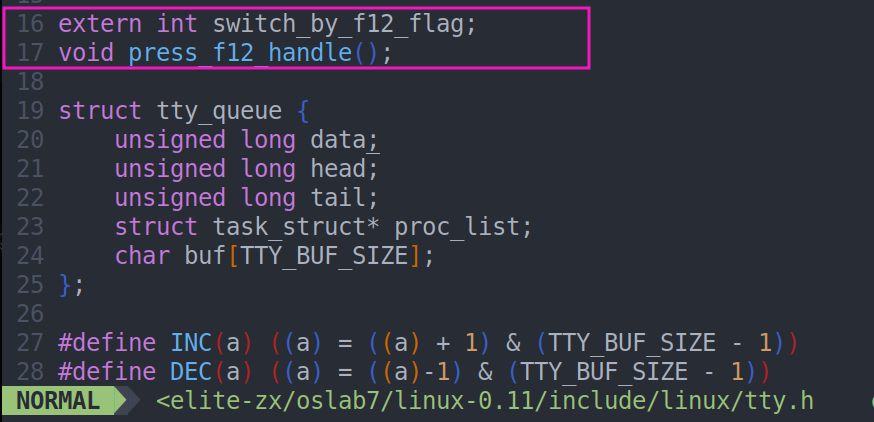 16 extern int switch_by_f12_flag;
17 void press_f12_handle();
18
19 struct tty_queue {
20     unsigned long data;
21     unsigned long head;
22     unsigned long tail;
23     struct task_struct* proc_list;
24     char buf[TTY_BUF_SIZE];
25 };
26
27 #define INC(a) ((a) = ((a) + 1) & (TTY_BUF_SIZE - 1))
28 #define DEC(a) ((a) = ((a)-1) & (TTY_BUF_SIZE - 1))
NORMAL <elite-zx/oslab7/linux-0.11/include/linux/tty.h